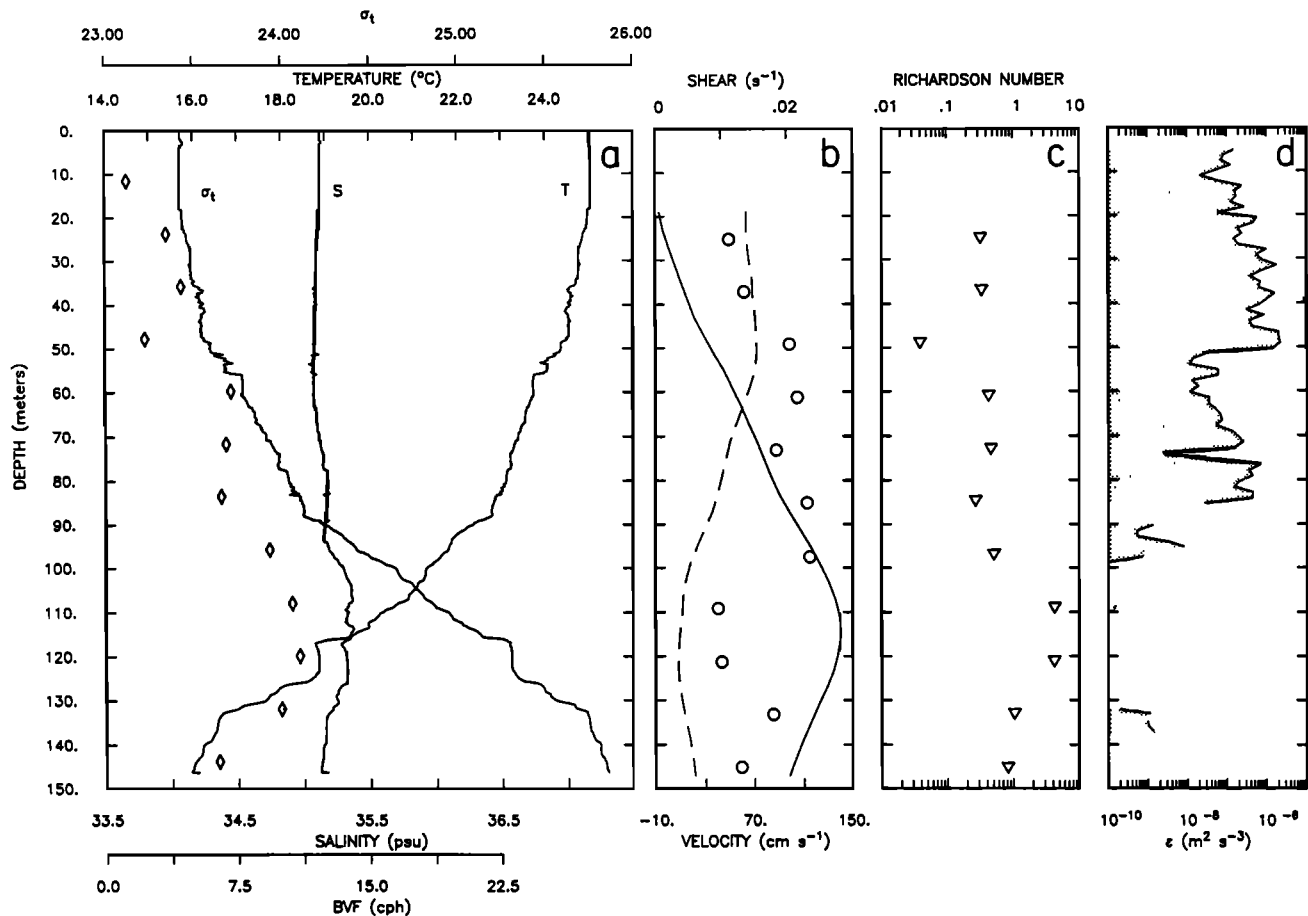 σt
23.00 24.00 25.00 26.00
TEMPERATURE (°C)
14.0 16.0 18.0 20.0 22.0 24.0
SHEAR (s⁻¹)
0 .02
RICHARDSON NUMBER
.01 .1 1 4 10
a b c d
σt S T
DEPTH (meters)
0.
10.
20.
30.
40.
50.
60.
70.
80.
90.
100.
110.
120.
130.
140.
150.
33.5 34.5 35.5 36.5
SALINITY (psu)
0.0 7.5 15.0 22.5
BVF (cph)
-10. 70. 150.
VELOCITY (cm s⁻¹)
10⁻¹⁰ 10⁻⁸ 10⁻⁶
ε (m² s⁻³)